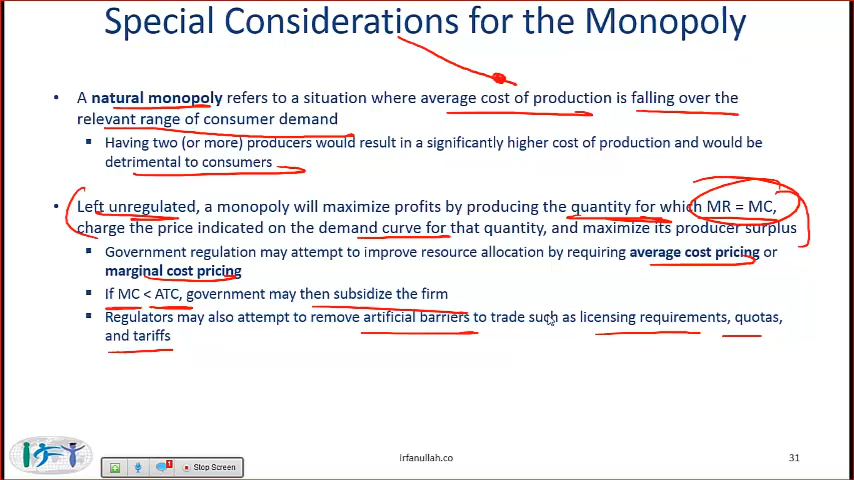 Special Considerations for the Monopoly
• A natural monopoly refers to a situation where average cost of production is falling over the
relevant range of consumer demand
▪ Having two (or more) producers would result in a significantly higher cost of production and would be
detrimental to consumers
• Left unregulated, a monopoly will maximize profits by producing the quantity for which MR = MC,
charge the price indicated on the demand curve for that quantity, and maximize its producer surplus
▪ Government regulation may attempt to improve resource allocation by requiring average cost pricing or
marginal cost pricing
▪ If MC < ATC, government may then subsidize the firm
▪ Regulators may also attempt to remove artificial barriers to trade such as licensing requirements, quotas,
and tariffs
1
Stop Screen
irfanullah.co
31